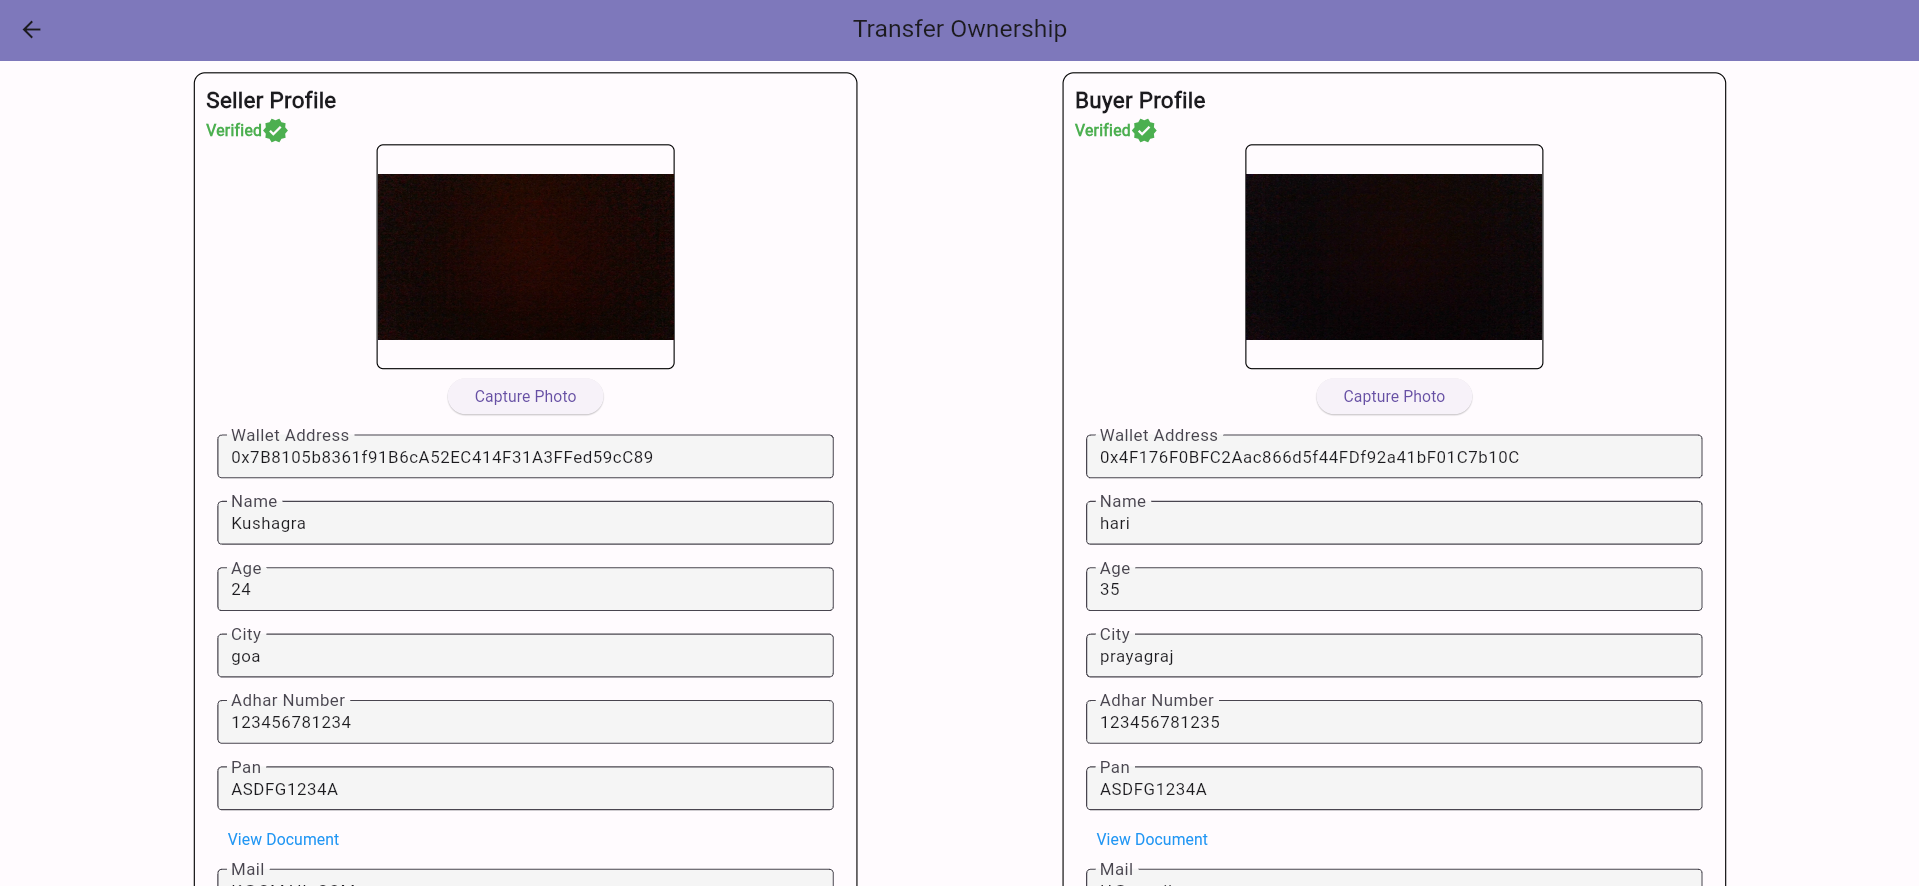 Transfer Ownership
Seller Profile
Verified
Capture Photo
Wallet Address
0x7B8105b8361f91B6cA52EC414F31A3FFed59cC89
Name
Kushagra
Age
24
City
goa
Adhar Number
123456781234
Pan
ASDFG1234A
View Document
Mail
Buyer Profile
Verified
Capture Photo
Wallet Address
0x4F176F0BFC2Aac866d5f44FDf92a41bF01C7b10C
Name
hari
Age
35
City
prayagraj
Adhar Number
123456781235
Pan
ASDFG1234A
View Document
Mail